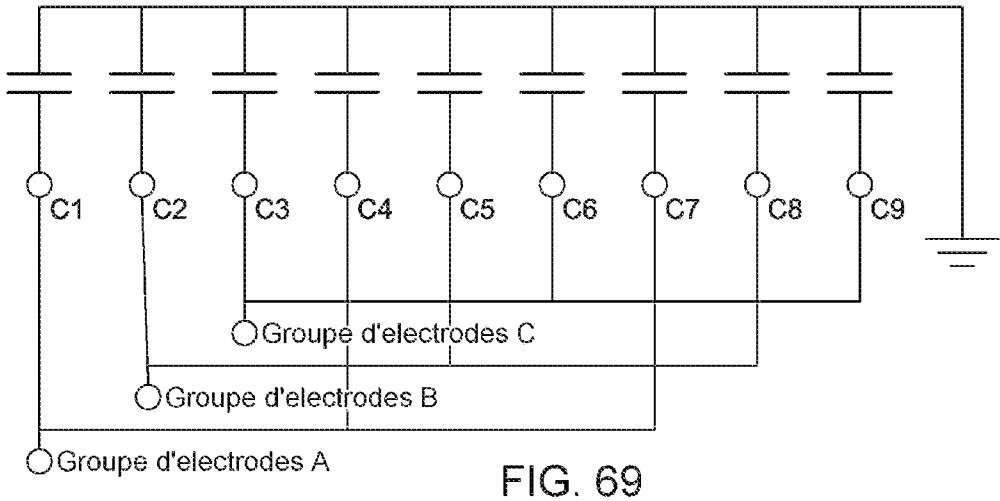 C1 C2 C3 C4 C5 C6 C7 C8 C9
Groupe d'electrodes C
Groupe d'electrodes B
Groupe d'electrodes A
FIG. 69